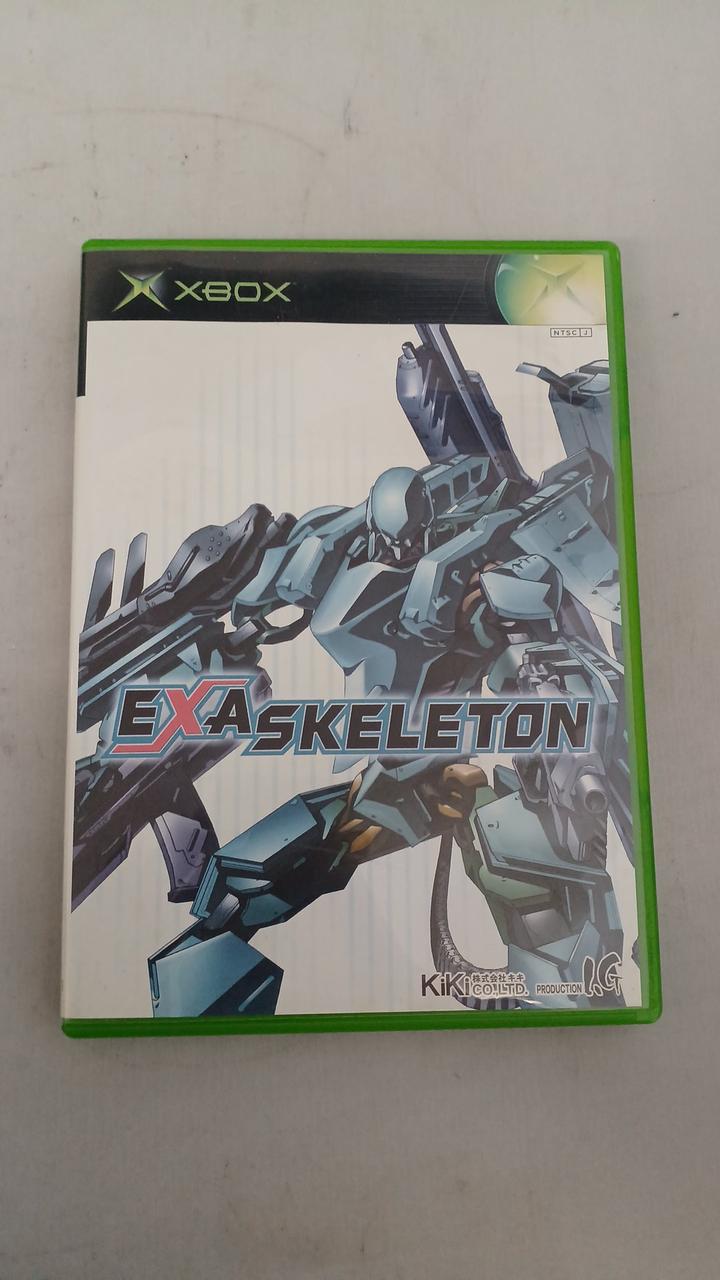 XBOX
NTSC J
EXASKELETON
KiKi 株式会社キキ CO.,LTD. PRODUCTION I.G